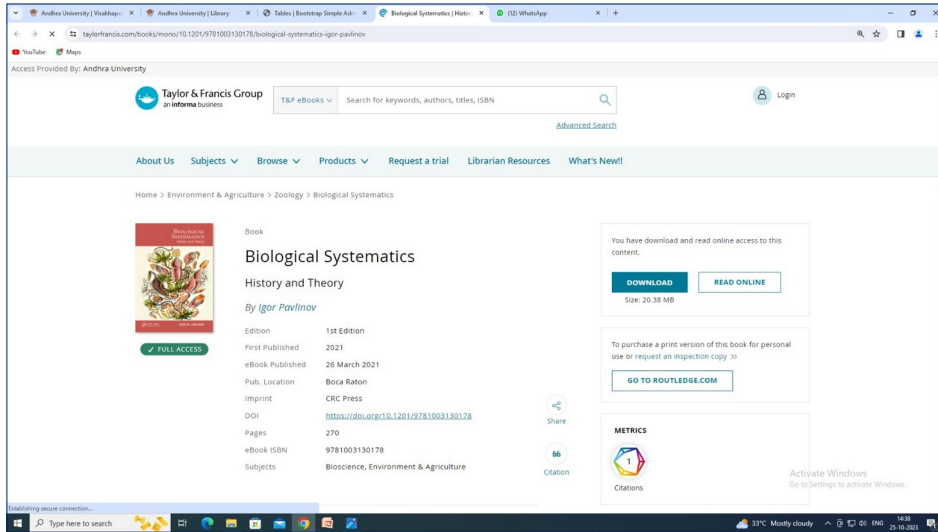 Andhra University | Visakhapat
Andhra University | Library
Tables | Bootstrap Simple Adm
Biological Systematics | Histor
(12) WhatsApp
taylorfrancis.com/books/mono/10.1201/9781003130178/biological-systematics-igor-pavlinov
YouTube Maps
Access Provided By: Andhra University
Taylor & Francis Group
an informa business
T&F eBooks
Search for keywords, authors, titles, ISBN
Login
Advanced Search
About Us Subjects Browse Products Request a trial Librarian Resources What's New!!
Home > Environment & Agriculture > Zoology > Biological Systematics
BIOLOGICAL
SYSTEMATICS
Book
Biological Systematics
History and Theory
By Igor Pavlinov
Edition 1st Edition
First Published 2021
eBook Published 26 March 2021
Pub. Location Boca Raton
Imprint CRC Press
DOI https://doi.org/10.1201/9781003130178
Pages 270
eBook ISBN 9781003130178
Subjects Bioscience, Environment & Agriculture
FULL ACCESS
Share
Citation
You have download and read online access to this
content.
DOWNLOAD READ ONLINE
Size: 20.38 MB
To purchase a print version of this book for personal
use or request an inspection copy >>
GO TO ROUTLEDGE.COM
METRICS
1
Citations
Activate Windows
Go to Settings to activate Windows.
Establishing secure connection...
Type here to search
33°C Mostly cloudy
ENG
14:38
25-10-2023